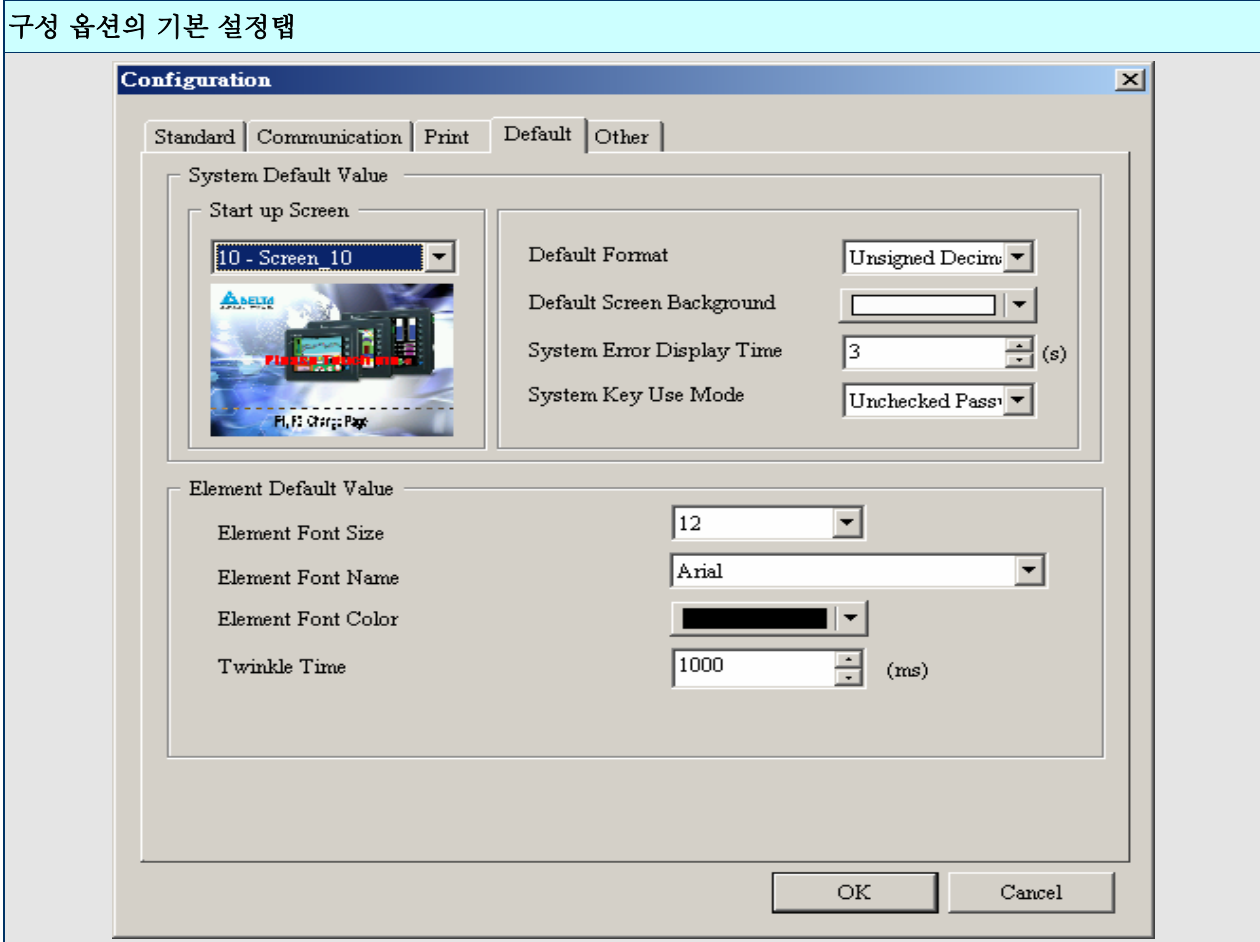 구성 옵션의 기본 설정탭
Configuration
Standard Communication Print Default Other
System Default Value
Start up Screen
10 - Screen_10
DELTA
F1, F2 Change Page
Default Format Unsigned Decim
Default Screen Background
System Error Display Time 3 (s)
System Key Use Mode Unchecked Pass
Element Default Value
Element Font Size 12
Element Font Name Arial
Element Font Color
Twinkle Time 1000 (ms)
OK Cancel